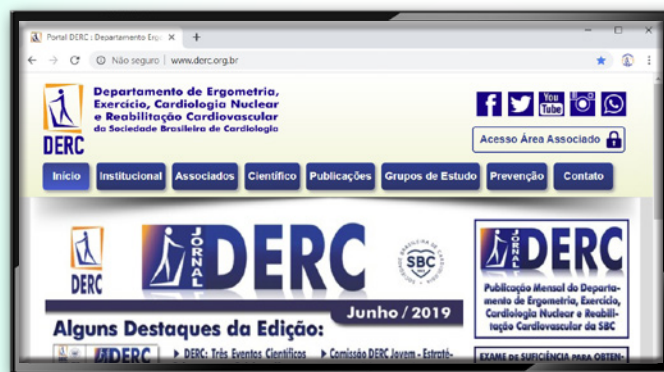 Portal DERC : Departamento Ergo
Não seguro | www.derc.org.br
DERC
Departamento de Ergometria,
Exercício, Cardiologia Nuclear
e Reabilitação Cardiovascular
da Sociedade Brasileira de Cardiologia
f
You
Tube
Acesso Área Associado
Início Institucional Associados Científico Publicações Grupos de Estudo Prevenção Contato
DERC
JORNAL DERC
SBC
Junho / 2019
Alguns Destaques da Edição:
DERC
DERC: Três Eventos Científicos
Comissão DERC Jovem - Estraté-
JORNAL DERC
Publicação Mensal do Departa-
mento de Ergometria, Exercício,
Cardiologia Nuclear e Reabili-
tação Cardiovascular da SBC
EXAME DE SUFICIÊNCIA PARA OBTEN-